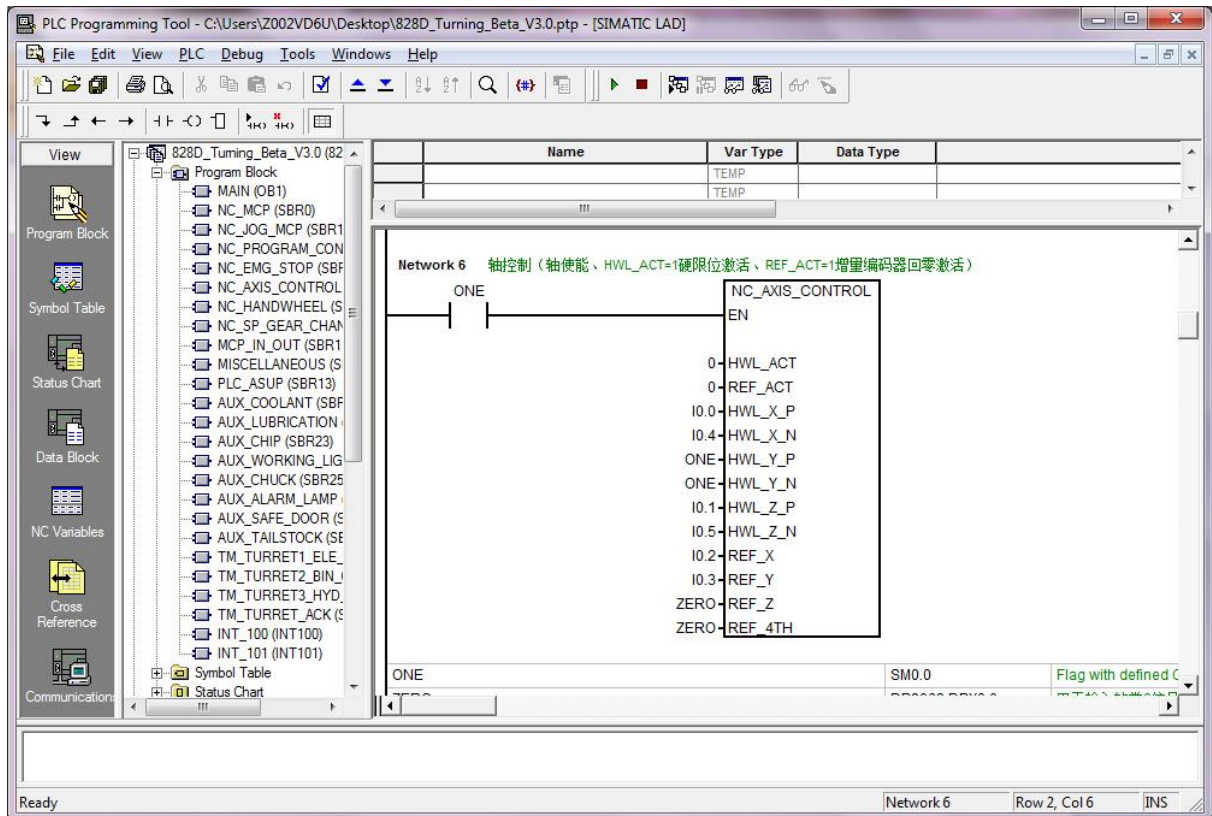 PLC Programming Tool - C:\Users\Z002VD6U\Desktop\828D_Turning_Beta_V3.0.ptp - [SIMATIC LAD]
File Edit View PLC Debug Tools Windows Help
View
Program Block
Symbol Table
Status Chart
Data Block
NC Variables
Cross
Reference
Communication
828D_Turning_Beta_V3.0 (82
Program Block
MAIN (OB1)
NC_MCP (SBR0)
NC_JOG_MCP (SBR1
NC_PROGRAM_CON
NC_EMG_STOP (SBF
NC_AXIS_CONTROL
NC_HANDWHEEL (S
NC_SP_GEAR_CHAN
MCP_IN_OUT (SBR1
MISCELLANEOUS (S
PLC_ASUP (SBR13)
AUX_COOLANT (SBF
AUX_LUBRICATION
AUX_CHIP (SBR23)
AUX_WORKING_LIG
AUX_CHUCK (SBR25
AUX_ALARM_LAMP
AUX_SAFE_DOOR (S
AUX_TAILSTOCK (SE
TM_TURRET1_ELE_
TM_TURRET2_BIN_
TM_TURRET3_HYD_
TM_TURRET_ACK (S
INT_100 (INT100)
INT_101 (INT101)
Symbol Table
Status Chart
Name Var Type Data Type
TEMP
TEMP
Network 6 轴控制（轴使能、HWL_ACT=1硬限位激活、REF_ACT=1增量编码器回零激活）
ONE NC_AXIS_CONTROL
EN
0 HWL_ACT
0 REF_ACT
I0.0 HWL_X_P
I0.4 HWL_X_N
ONE HWL_Y_P
ONE HWL_Y_N
I0.1 HWL_Z_P
I0.5 HWL_Z_N
I0.2 REF_X
I0.3 REF_Y
ZERO REF_Z
ZERO REF_4TH
ONE SM0.0 Flag with defined
Ready Network 6 Row 2, Col 6 INS